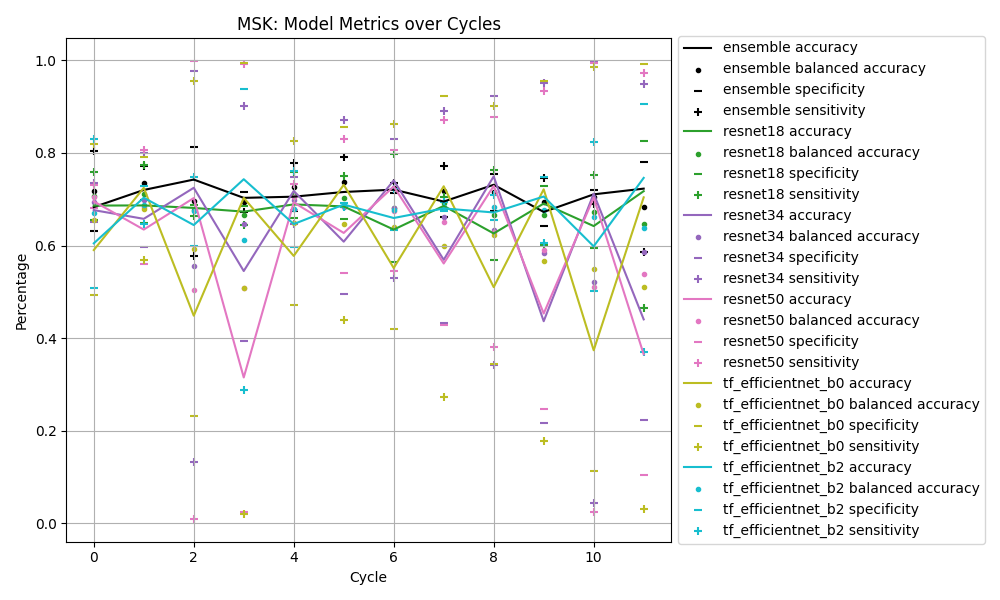 MSK: Model Metrics over Cycles
Percentage
1.0
0.8
0.6
0.4
0.2
0.0
0 2 4 6 8 10
Cycle
ensemble accuracy
ensemble balanced accuracy
ensemble specificity
ensemble sensitivity
resnet18 accuracy
resnet18 balanced accuracy
resnet18 specificity
resnet18 sensitivity
resnet34 accuracy
resnet34 balanced accuracy
resnet34 specificity
resnet34 sensitivity
resnet50 accuracy
resnet50 balanced accuracy
resnet50 specificity
resnet50 sensitivity
tf_efficientnet_b0 accuracy
tf_efficientnet_b0 balanced accuracy
tf_efficientnet_b0 specificity
tf_efficientnet_b0 sensitivity
tf_efficientnet_b2 accuracy
tf_efficientnet_b2 balanced accuracy
tf_efficientnet_b2 specificity
tf_efficientnet_b2 sensitivity